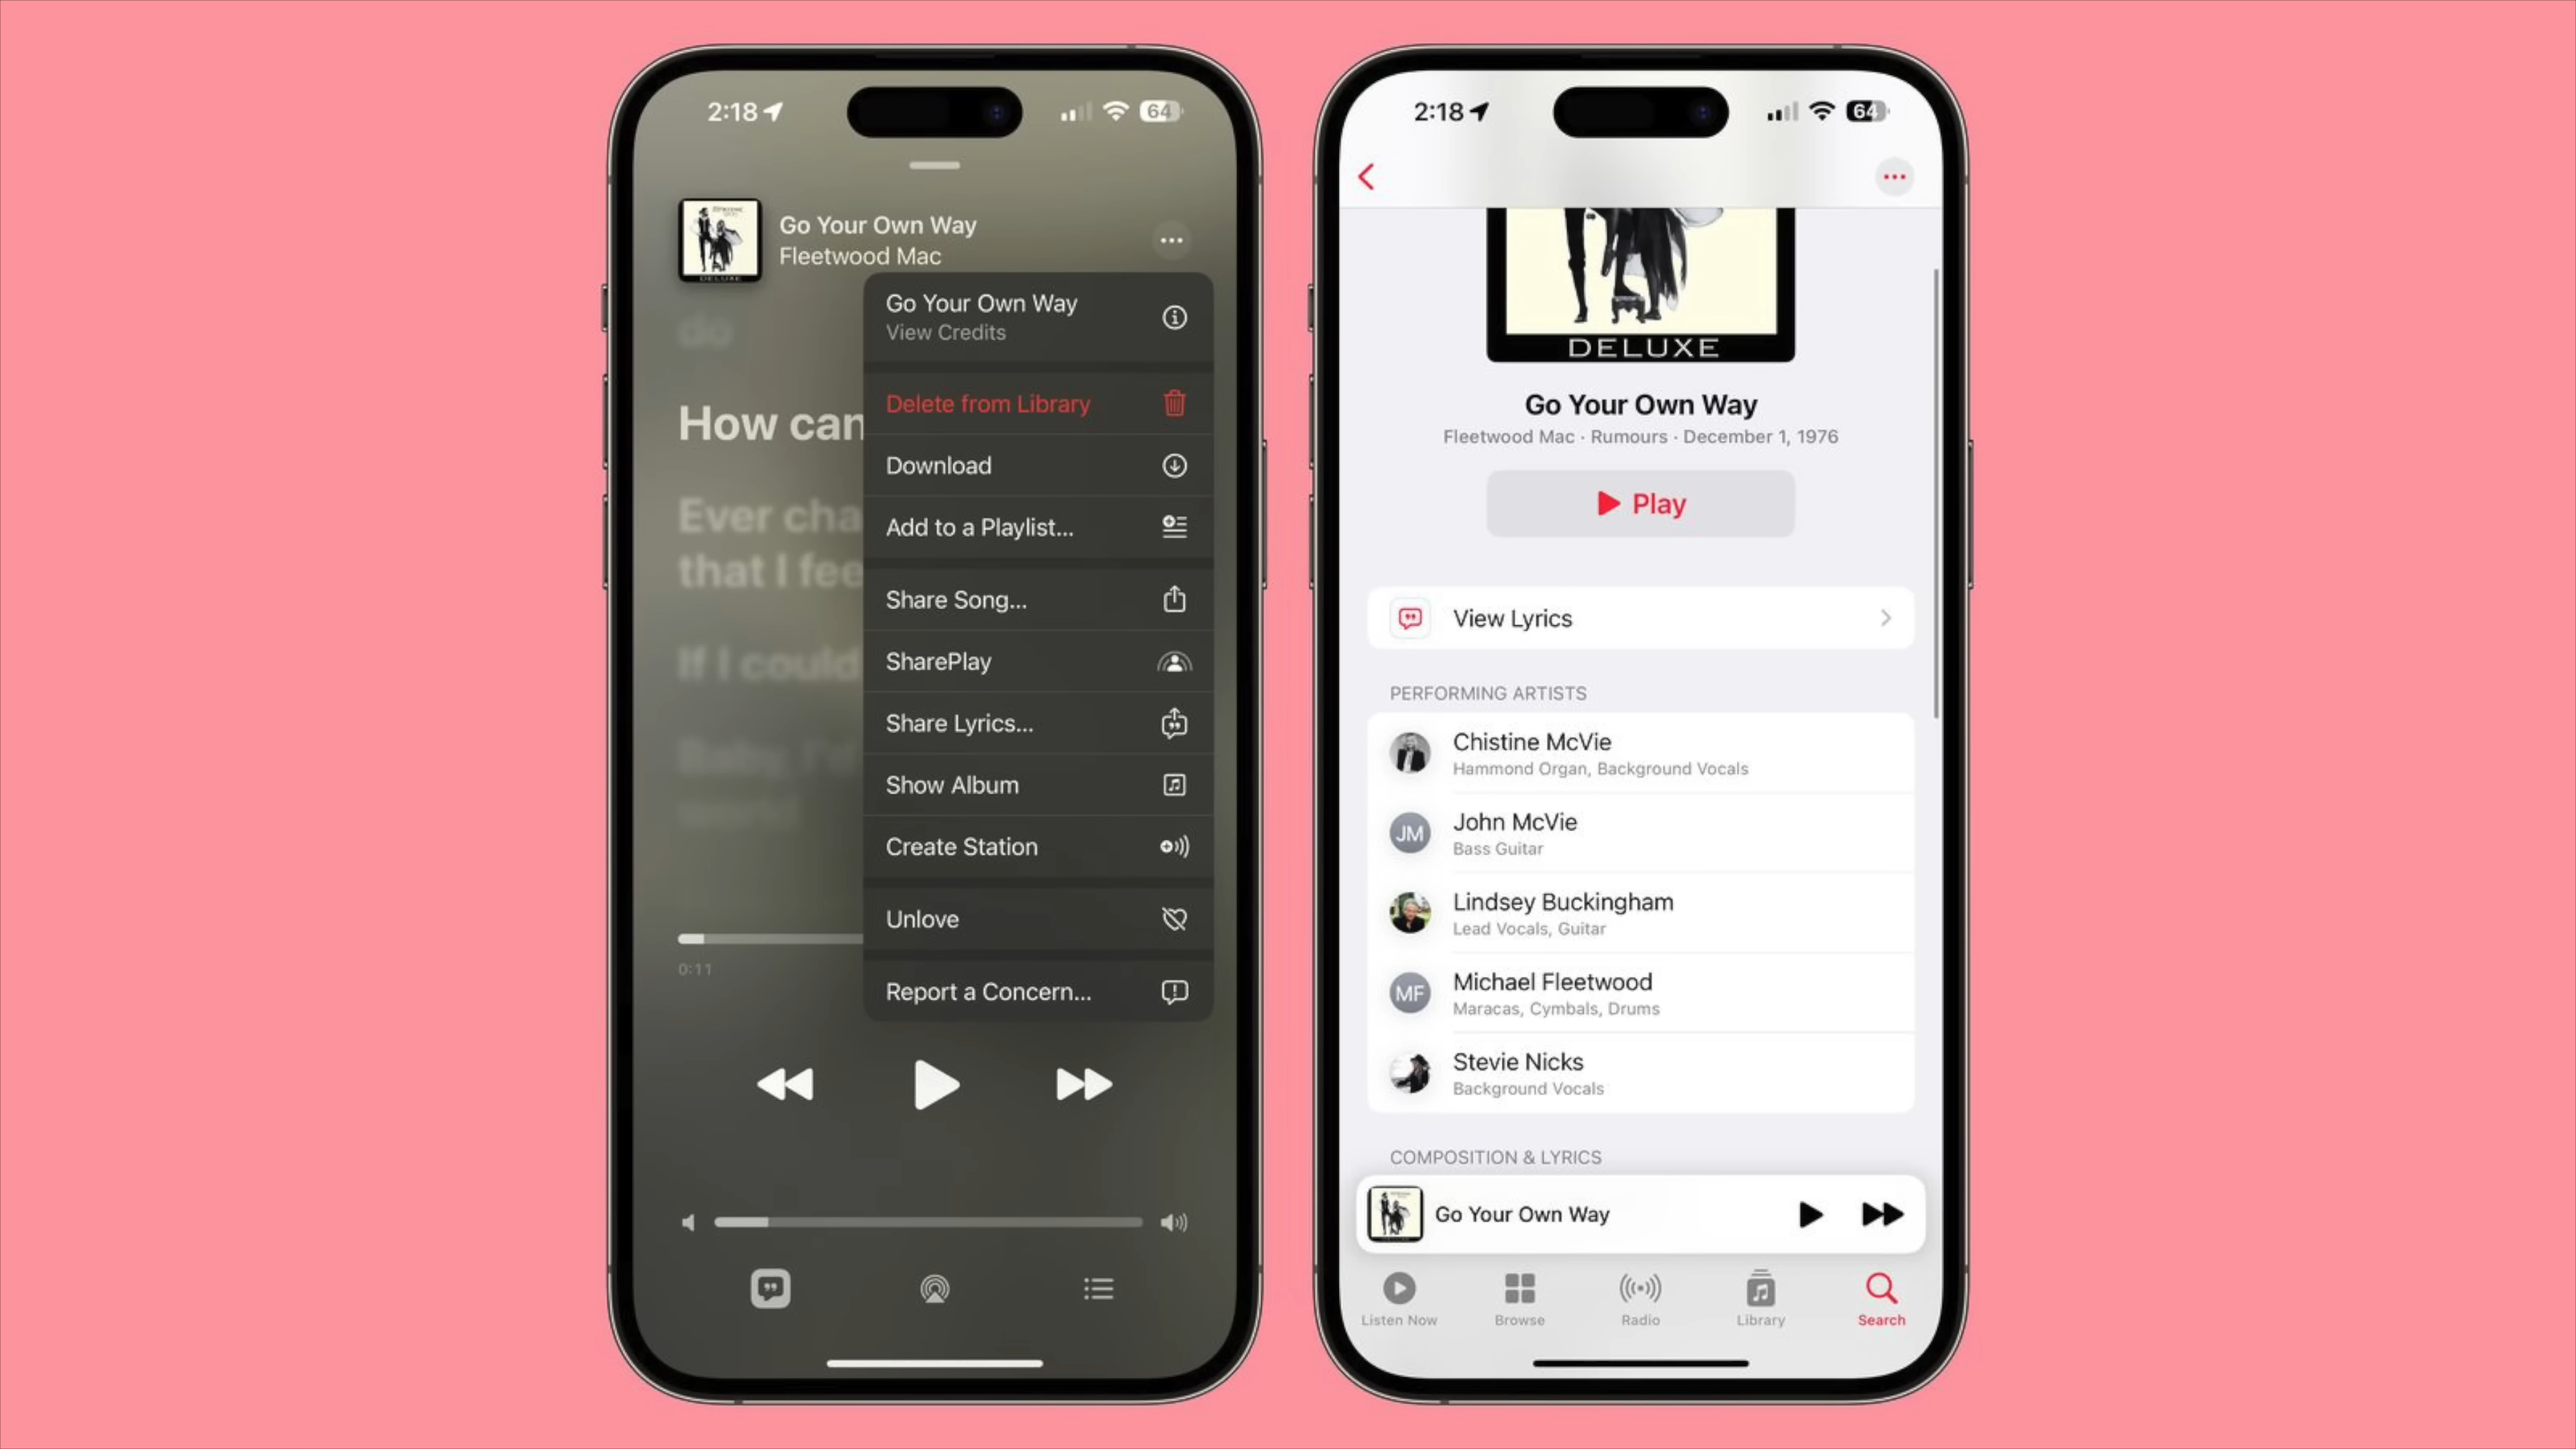 2:18
64
Go Your Own Way
Fleetwood Mac
DELUXE
do
How can
Ever cha
that I fee
If I could
Baby, I'd
world
Go Your Own Way
View Credits
Delete from Library
Download
Add to a Playlist...
Share Song...
SharePlay
Share Lyrics...
Show Album
Create Station
Unlove
Report a Concern...
0:11
2:18
64
DELUXE
Go Your Own Way
Fleetwood Mac · Rumours · December 1, 1976
Play
View Lyrics
PERFORMING ARTISTS
Chistine McVie
Hammond Organ, Background Vocals
JM
John McVie
Bass Guitar
Lindsey Buckingham
Lead Vocals, Guitar
MF
Michael Fleetwood
Maracas, Cymbals, Drums
Stevie Nicks
Background Vocals
COMPOSITION & LYRICS
Go Your Own Way
Listen Now
Browse
Radio
Library
Search